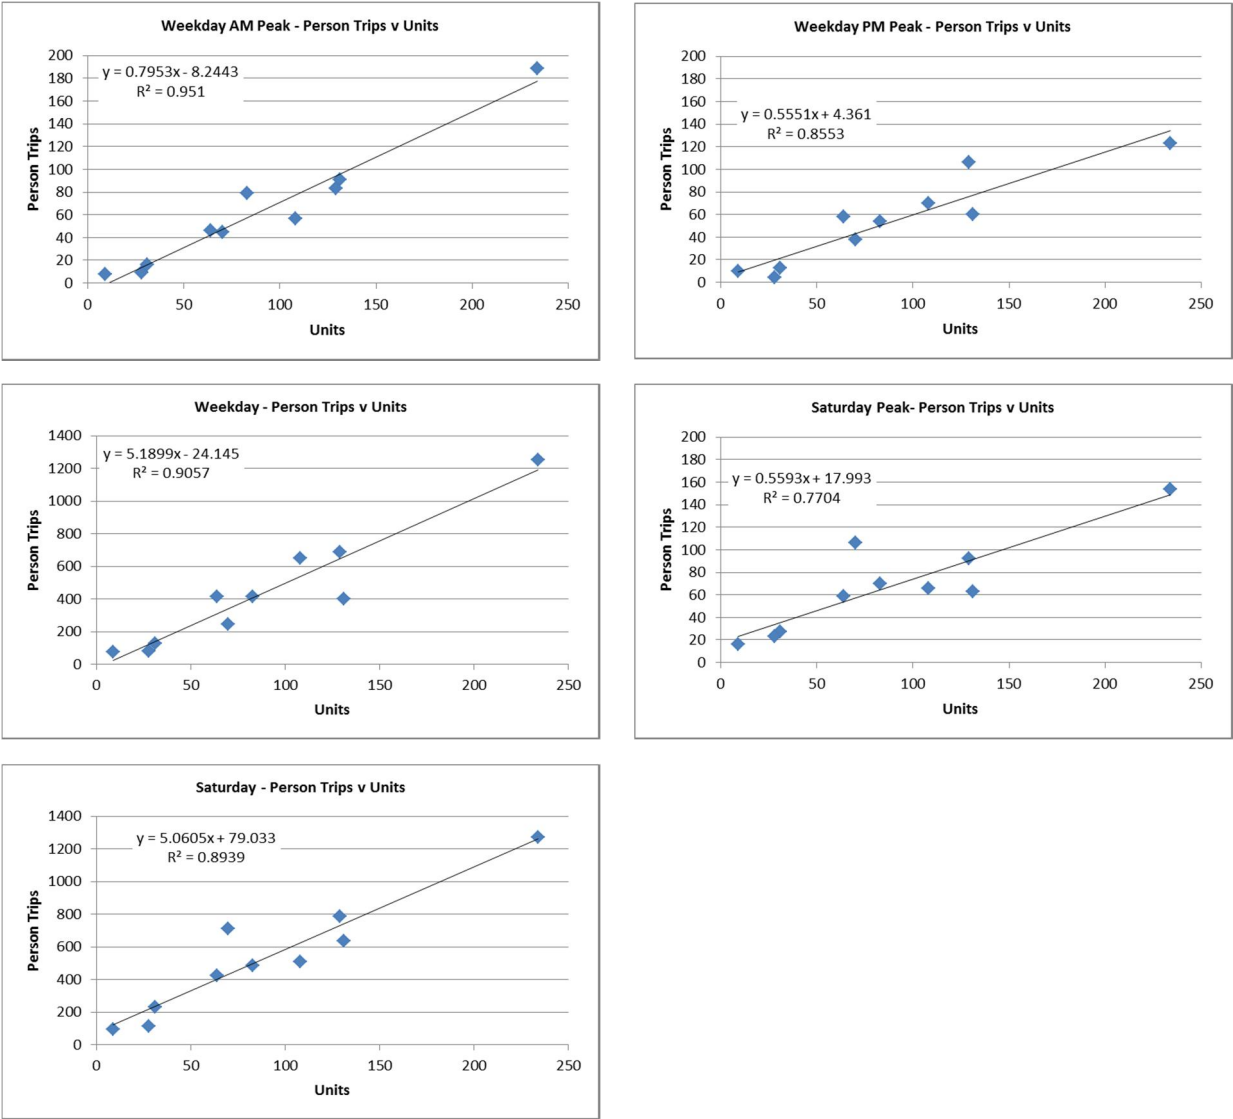 Weekday AM Peak - Person Trips v Units
200
180
160
140
120
100
80
60
40
20
0
y = 0.7953x - 8.2443
R² = 0.951
Person Trips
0 50 100 150 200 250
Units
Weekday PM Peak - Person Trips v Units
200
180
160
140
120
100
80
60
40
20
0
y = 0.5551x + 4.361
R² = 0.8553
Person Trips
0 50 100 150 200 250
Units
Weekday - Person Trips v Units
1400
1200
1000
800
600
400
200
0
y = 5.1899x - 24.145
R² = 0.9057
Person Trips
0 50 100 150 200 250
Units
Saturday Peak- Person Trips v Units
200
180
160
140
120
100
80
60
40
20
0
y = 0.5593x + 17.993
R² = 0.7704
Person Trips
0 50 100 150 200 250
Units
Saturday - Person Trips v Units
1400
1200
1000
800
600
400
200
0
y = 5.0605x + 79.033
R² = 0.8939
Person Trips
0 50 100 150 200 250
Units